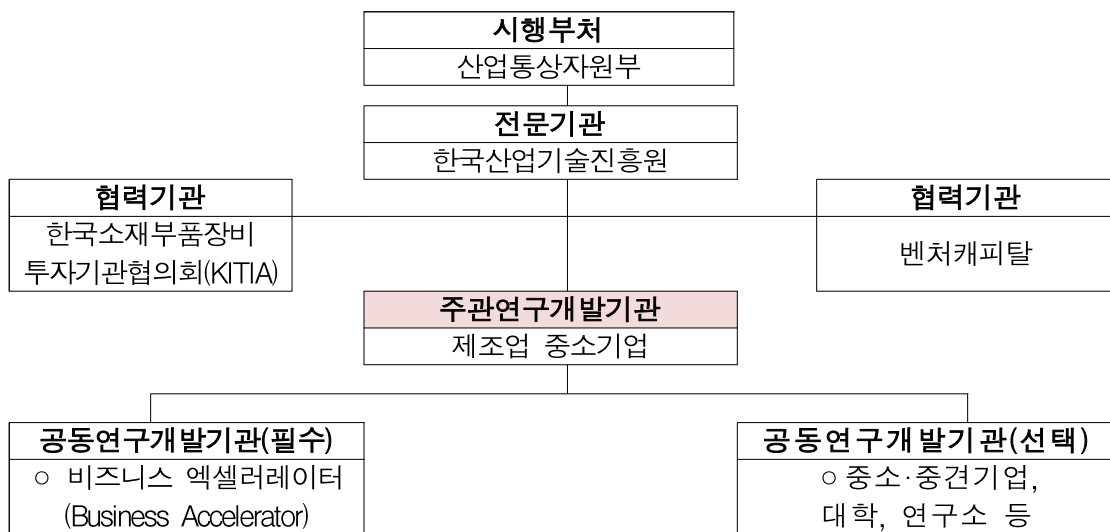 시행부처
산업통상자원부
전문기관
한국산업기술진흥원
협력기관
한국소재부품장비
투자기관협의회(KITIA)
협력기관
벤처캐피탈
주관연구개발기관
제조업 중소기업
공동연구개발기관(필수)
○ 비즈니스 엑셀러레이터
(Business Accelerator)
공동연구개발기관(선택)
○ 중소·중견기업,
대학, 연구소 등